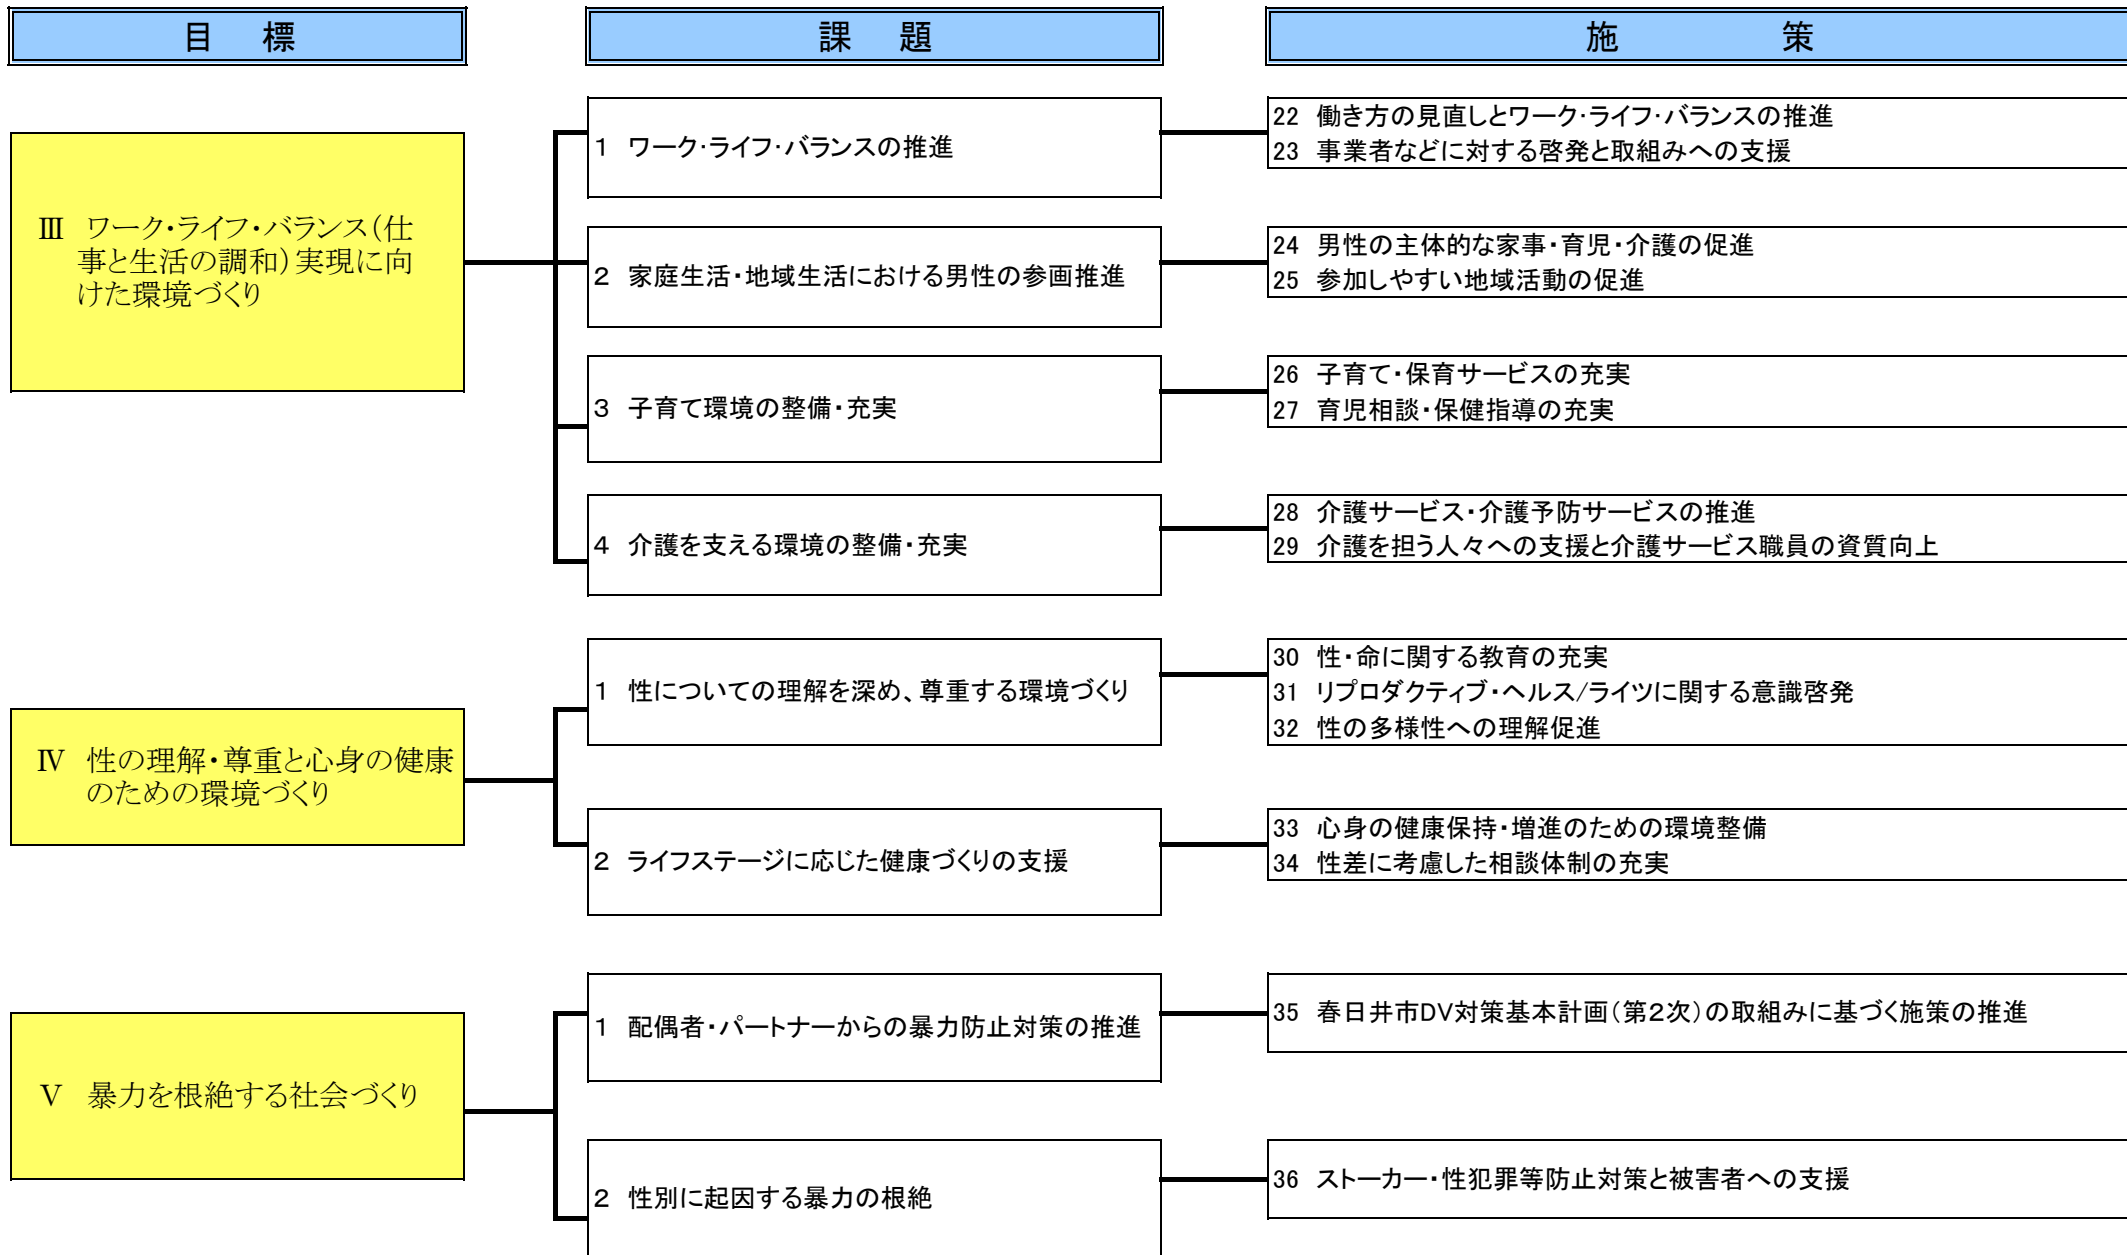 目標
課題
施策
Ⅲ ワーク・ライフ・バランス（仕
事と生活の調和）実現に向
けた環境づくり
1 ワーク・ライフ・バランスの推進
22 働き方の見直しとワーク・ライフ・バランスの推進
23 事業者などに対する啓発と取組みへの支援
2 家庭生活・地域生活における男性の参画推進
24 男性の主体的な家事・育児・介護の促進
25 参加しやすい地域活動の促進
3 子育て環境の整備・充実
26 子育て・保育サービスの充実
27 育児相談・保健指導の充実
4 介護を支える環境の整備・充実
28 介護サービス・介護予防サービスの推進
29 介護を担う人々への支援と介護サービス職員の資質向上
Ⅳ 性の理解・尊重と心身の健康
のための環境づくり
1 性についての理解を深め、尊重する環境づくり
30 性・命に関する教育の充実
31 リプロダクティブ・ヘルス/ライツに関する意識啓発
32 性の多様性への理解促進
2 ライフステージに応じた健康づくりの支援
33 心身の健康保持・増進のための環境整備
34 性差に考慮した相談体制の充実
Ⅴ 暴力を根絶する社会づくり
1 配偶者・パートナーからの暴力防止対策の推進
35 春日井市DV対策基本計画（第２次）の取組みに基づく施策の推進
2 性別に起因する暴力の根絶
36 ストーカー・性犯罪等防止対策と被害者への支援